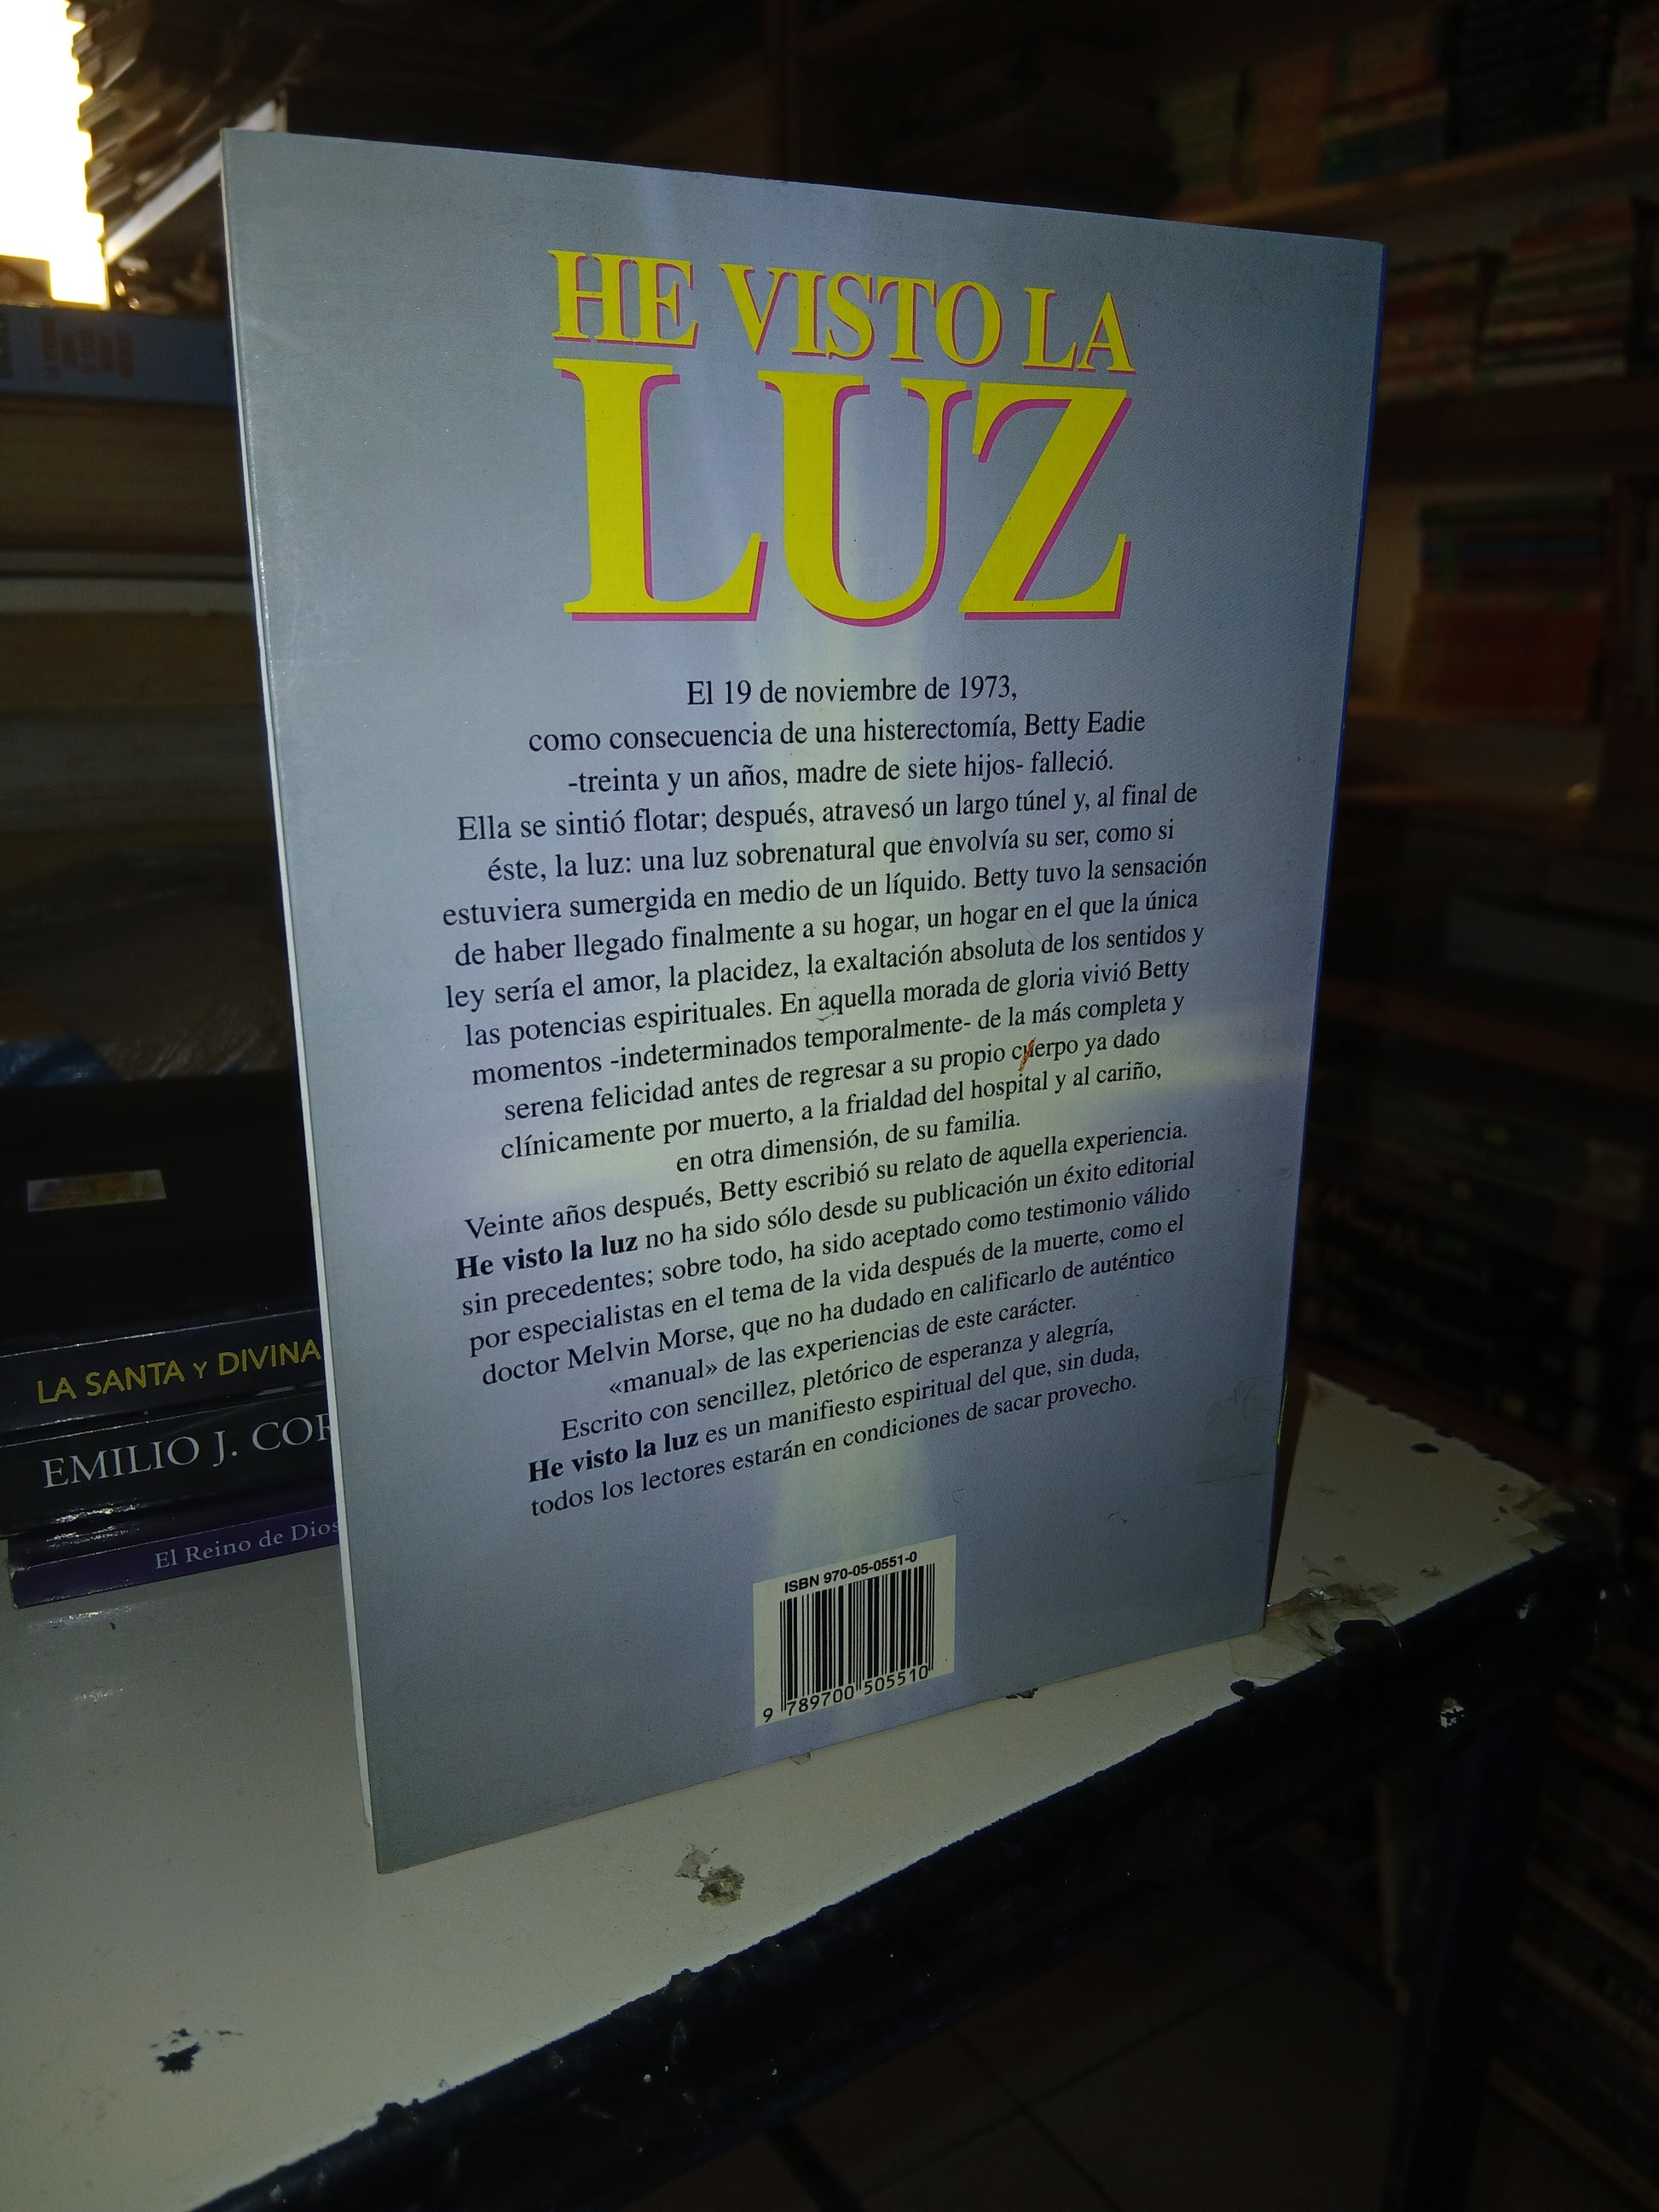 HE VISTO LA
LUZ
El 19 de noviembre de 1973,
como consecuencia de una histerectomía, Betty Eadie
-treinta y un años, madre de siete hijos- falleció.
Ella se sintió flotar; después, atravesó un largo túnel y, al final de
éste, la luz: una luz sobrenatural que envolvía su ser, como si
estuviera sumergida en medio de un líquido. Betty tuvo la sensación
de haber llegado finalmente a su hogar, un hogar en el que la única
ley sería el amor, la placidez, la exaltación absoluta de los sentidos y
las potencias espirituales. En aquella morada de gloria vivió Betty
momentos -indeterminados temporalmente- de la más completa y
serena felicidad antes de regresar a su propio cuerpo ya dado
clínicamente por muerto, a la frialdad del hospital y al cariño,
en otra dimensión, de su familia.
Veinte años después, Betty escribió su relato de aquella experiencia.
He visto la luz no ha sido sólo desde su publicación un éxito editorial
sin precedentes; sobre todo, ha sido aceptado como testimonio válido
por especialistas en el tema de la vida después de la muerte, como el
doctor Melvin Morse, que no ha dudado en calificarlo de auténtico
«manual» de las experiencias de este carácter.
Escrito con sencillez, pletórico de esperanza y alegría,
He visto la luz es un manifiesto espiritual del que, sin duda,
todos los lectores estarán en condiciones de sacar provecho.
ISBN 970-05-0551-0
9 789700 505510
LA SANTA Y DIVINA
EMILIO J. COR
El Reino de Dios